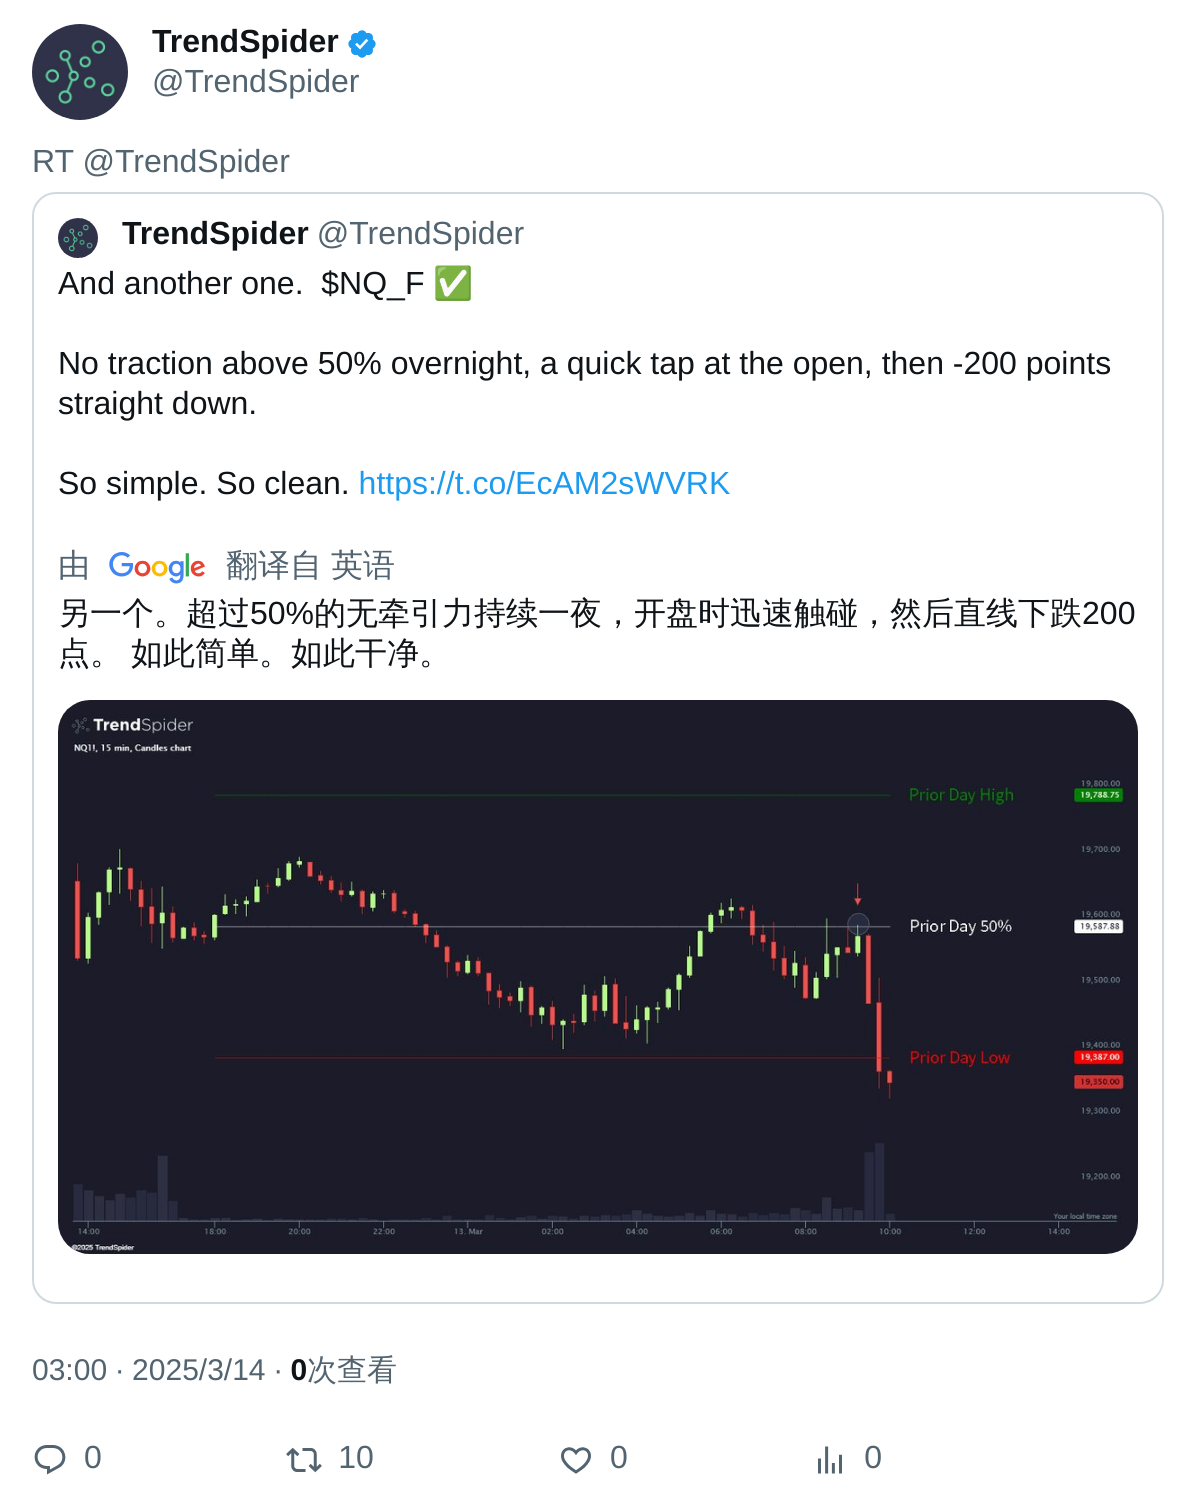 TrendSpider
@TrendSpider
RT @TrendSpider
TrendSpider @TrendSpider
And another one.  $NQ_F ✅
No traction above 50% overnight, a quick tap at the open, then -200 points
straight down.
So simple. So clean. https://t.co/EcAM2sWVRK
由 Google 翻译自 英语
另一个。超过50%的无牵引力持续一夜，开盘时迅速触碰，然后直线下跌200
点。 如此简单。如此干净。
TrendSpider
NQ1!, 15 min, Candles chart
19,800.00
Prior Day High 19,788.75
19,700.00
19,600.00
Prior Day 50% 19,587.88
19,500.00
19,400.00
Prior Day Low 19,387.00
19,350.00
19,300.00
19,200.00
Your local time zone
14:00 18:00 20:00 22:00 13. Mar 02:00 04:00 06:00 08:00 10:00 12:00 14:00
©2025 TrendSpider
03:00 · 2025/3/14 · 0次查看
0 10 0 0